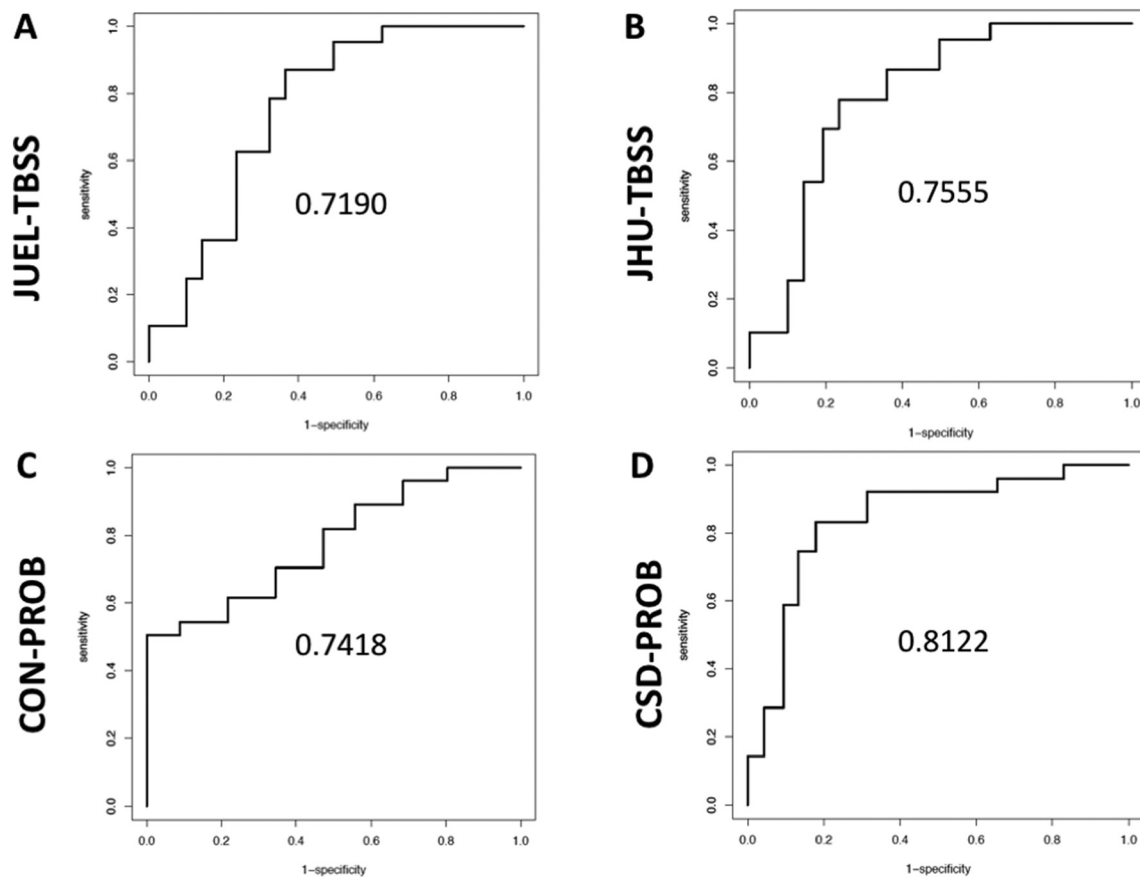 A
JUEL-TBSS
sensitivity
0.0 0.2 0.4 0.6 0.8 1.0
0.7190
0.0 0.2 0.4 0.6 0.8 1.0
1-specificity
B
JHU-TBSS
sensitivity
0.0 0.2 0.4 0.6 0.8 1.0
0.7555
0.0 0.2 0.4 0.6 0.8 1.0
1-specificity
C
CON-PROB
sensitivity
0.0 0.2 0.4 0.6 0.8 1.0
0.7418
0.0 0.2 0.4 0.6 0.8 1.0
1-specificity
D
CSD-PROB
sensitivity
0.0 0.2 0.4 0.6 0.8 1.0
0.8122
0.0 0.2 0.4 0.6 0.8 1.0
1-specificity